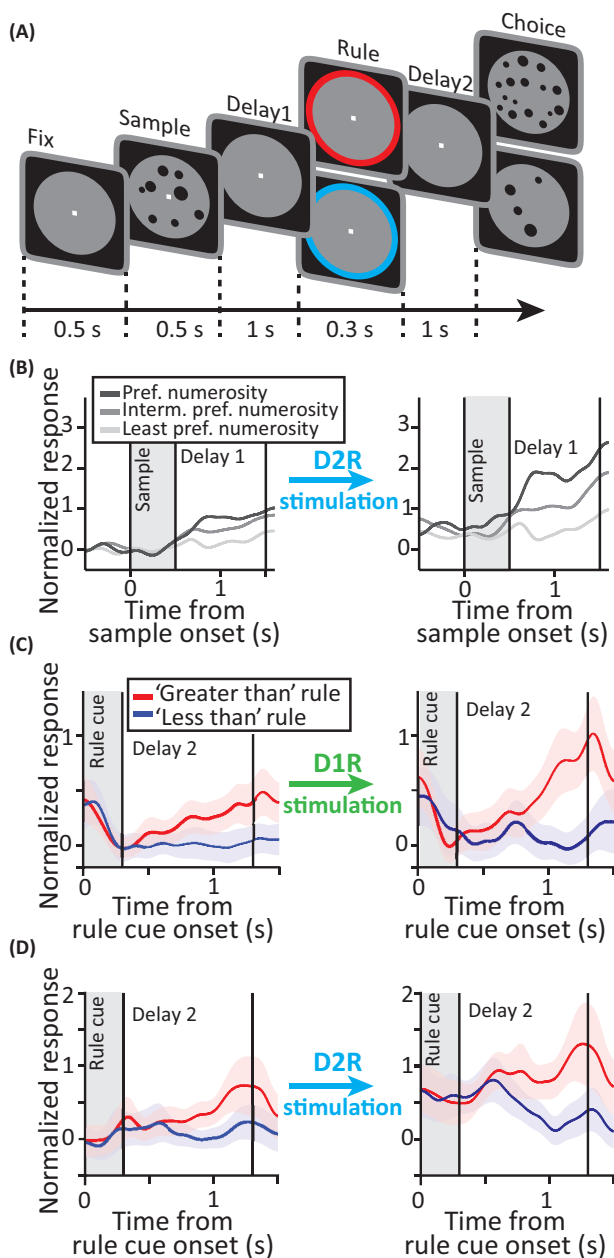 (A)
Fix
Sample
Delay1
Rule
Delay2
Choice
0.5 s
0.5 s
1 s
0.3 s
1 s
(B)
Normalized response
3
2
1
0
Pref. numerosity
Interm. pref. numerosity
Least pref. numerosity
Sample
Delay 1
0
1
Time from
sample onset (s)
D2R
stimulation
Normalized response
3
2
1
0
Sample
Delay 1
0
1
Time from
sample onset (s)
(C)
Normalized response
1
0
Rule cue
'Greater than' rule
'Less than' rule
Delay 2
0
1
Time from
rule cue onset (s)
D1R
stimulation
Normalized response
1
0
Rule cue
Delay 2
0
1
Time from
rule cue onset (s)
(D)
Normalized response
2
1
0
Rule cue
Delay 2
0
1
Time from
rule cue onset (s)
D2R
stimulation
Normalized response
2
1
0
Rule cue
Delay 2
0
1
Time from
rule cue onset (s)